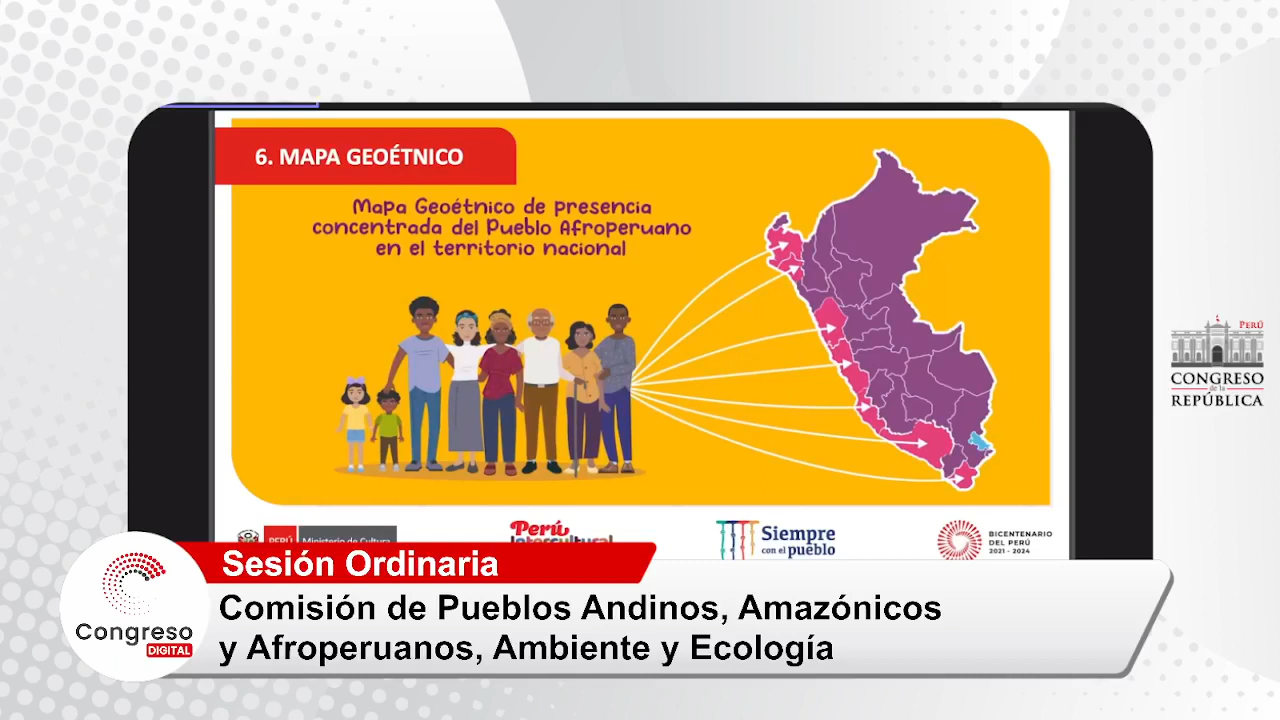 6. MAPA GEOÉTNICO
Mapa Geoétnico de presencia
concentrada del Pueblo Afroperuano
en el territorio nacional
PERÚ
CONGRESO
de la
REPÚBLICA
PERÚ Ministerio de Cultura
Perú
Intercultural
Siempre
con el pueblo
BICENTENARIO
DEL PERÚ
2021 - 2024
Sesión Ordinaria
Comisión de Pueblos Andinos, Amazónicos
y Afroperuanos, Ambiente y Ecología
Congreso
DIGITAL